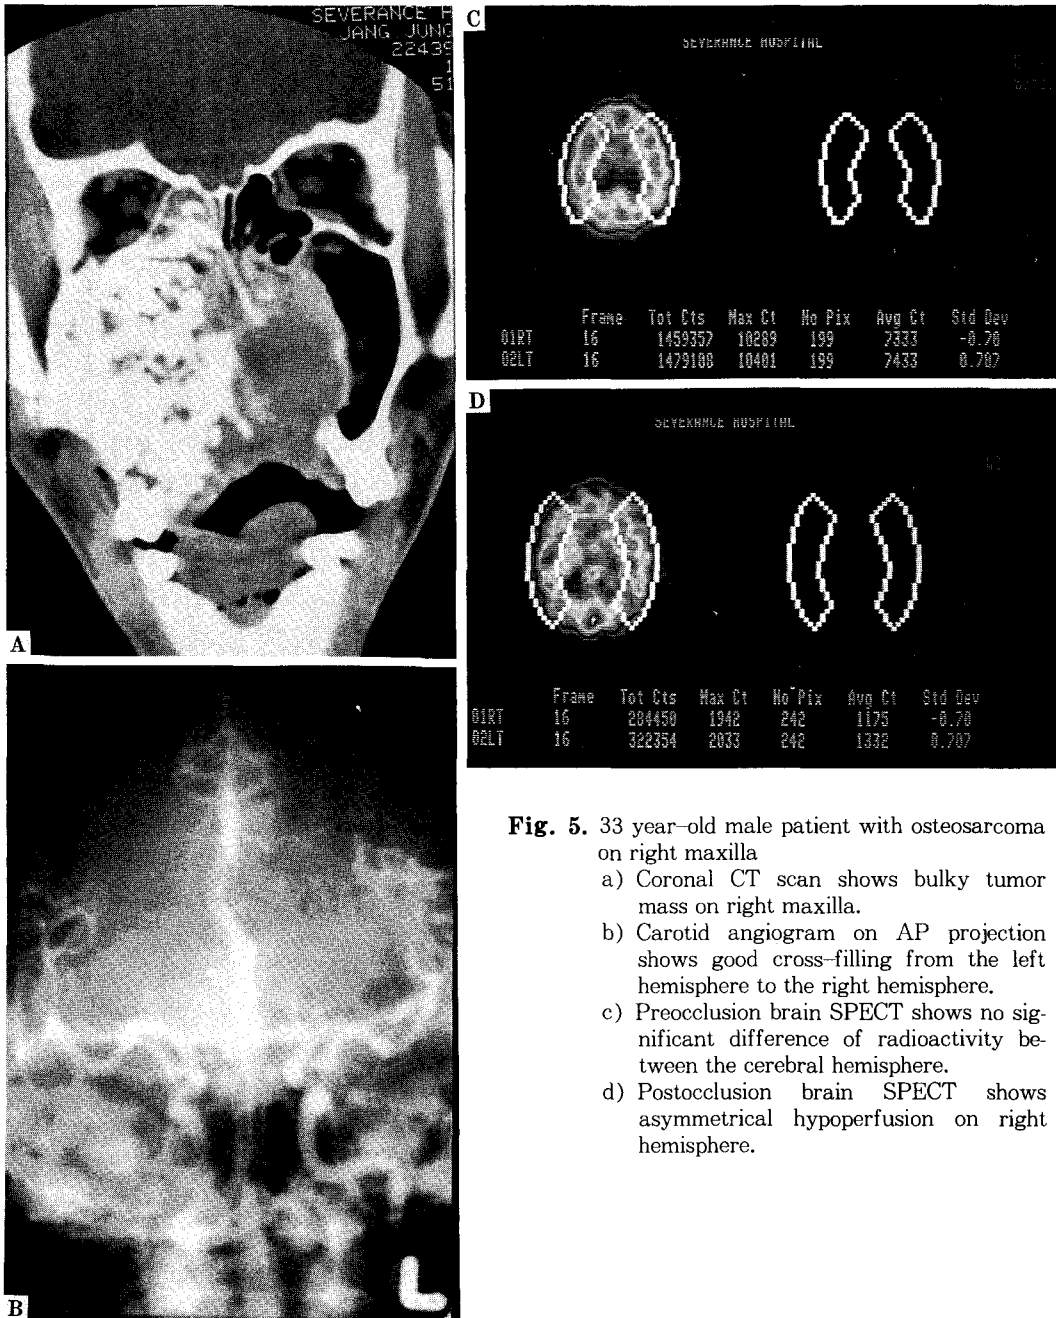 SEVERANCE H
JANG JUNG
22439
1
51
A
B
L
C
SEVERANCE HOSPITAL
Frame Tot Cts Max Ct No Pix Avg Ct Std Dev
01RT 16 1459357 10289 199 7333 -0.70
02LT 16 1479108 10401 199 7433 0.707
D
SEVERANCE HOSPITAL
Frame Tot Cts Max Ct No Pix Avg Ct Std Dev
01RT 16 284450 1942 242 1175 -0.70
02LT 16 322354 2033 242 1332 0.707
Fig. 5. 33 year–old male patient with osteosarcoma
on right maxilla
a) Coronal CT scan shows bulky tumor
mass on right maxilla.
b) Carotid angiogram on AP projection
shows good cross–filling from the left
hemisphere to the right hemisphere.
c) Preocclusion brain SPECT shows no sig-
nificant difference of radioactivity be-
tween the cerebral hemisphere.
d) Postocclusion brain SPECT shows
asymmetrical hypoperfusion on right
hemisphere.